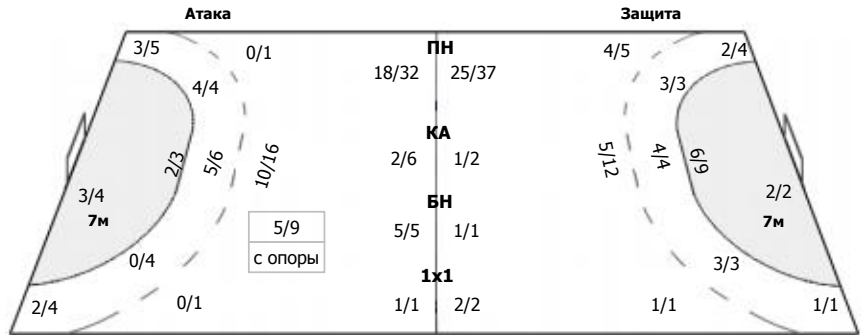 Атака Защита
3/5 0/1 ПН 4/5 2/4
18/32 25/37
4/4 3/3
КА
2/3 5/6 10/16 2/6 1/2 5/12 4/4 6/9
3/4 2/2
7м БН 7м
5/9 5/5 1/1
с опоры
0/4 3/3
1х1
2/4 0/1 1/1 2/2 1/1 1/1